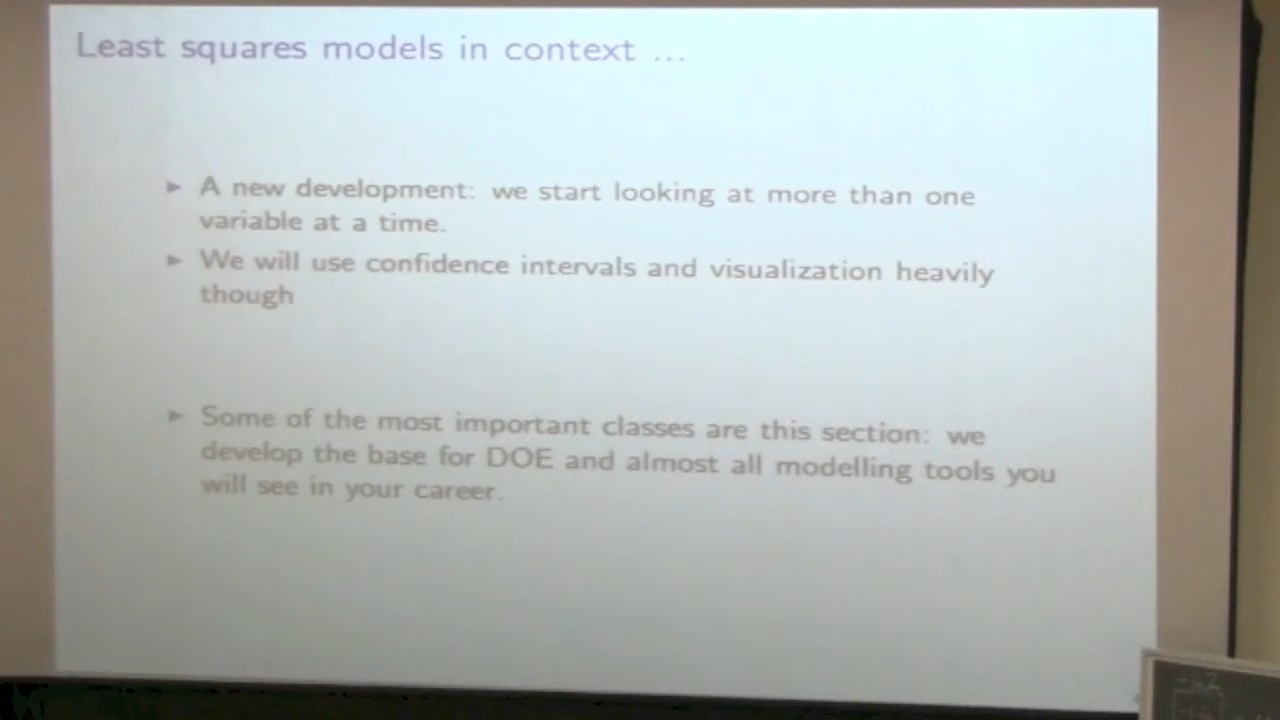 Least squares models in context ...
► A new development: we start looking at more than one
variable at a time.
► We will use confidence intervals and visualization heavily
though
► Some of the most important classes are this section: we
develop the base for DOE and almost all modelling tools you
will see in your career.